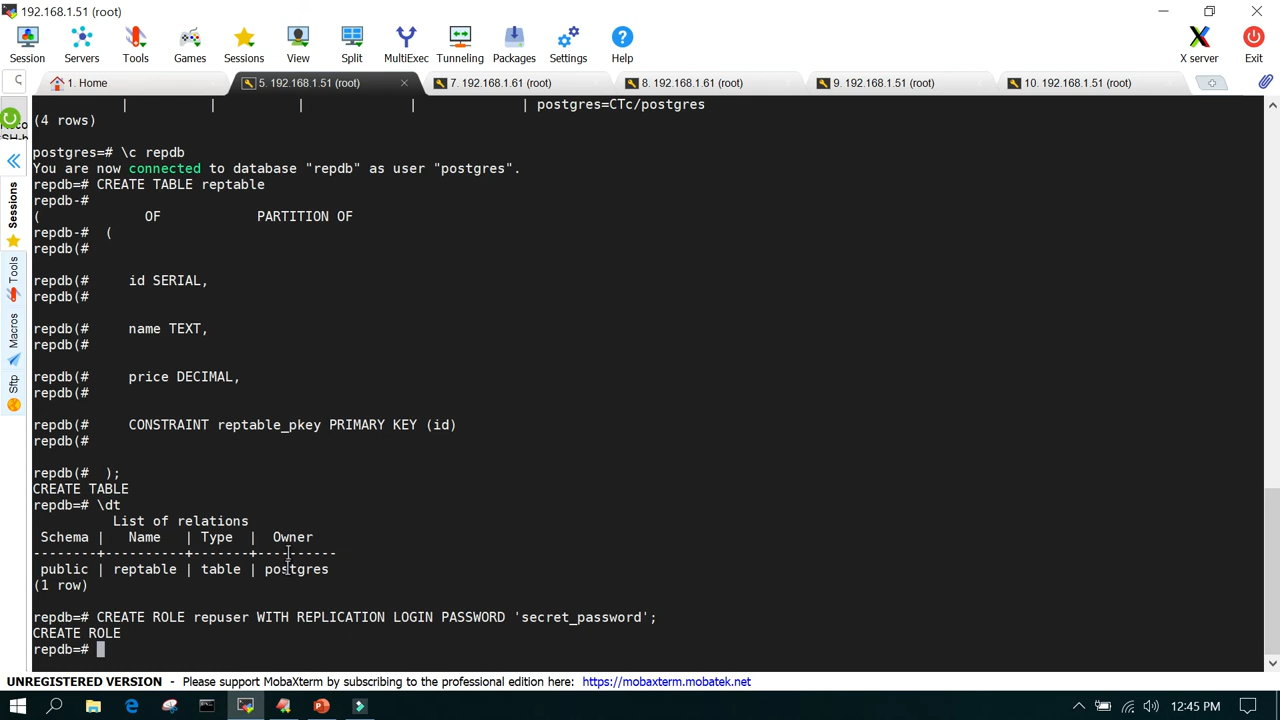 192.168.1.51 (root)
Session Servers Tools Games Sessions View Split MultiExec Tunneling Packages Settings Help X server Exit
1. Home 5. 192.168.1.51 (root) 7. 192.168.1.61 (root) 8. 192.168.1.61 (root) 9. 192.168.1.51 (root) 10. 192.168.1.51 (root)
Sessions
Tools
Macros
Sftp
| | | | | postgres=CTc/postgres
(4 rows)
postgres=# \c repdb
You are now connected to database "repdb" as user "postgres".
repdb=# CREATE TABLE reptable
repdb-#
( OF PARTITION OF
repdb-# (
repdb(#
repdb(# id SERIAL,
repdb(#
repdb(# name TEXT,
repdb(#
repdb(# price DECIMAL,
repdb(#
repdb(# CONSTRAINT reptable_pkey PRIMARY KEY (id)
repdb(#
repdb(# );
CREATE TABLE
repdb=# \dt
List of relations
Schema | Name | Type | Owner
--------+----------+-------+----------
public | reptable | table | postgres
(1 row)
repdb=# CREATE ROLE repuser WITH REPLICATION LOGIN PASSWORD 'secret_password';
CREATE ROLE
repdb=#
UNREGISTERED VERSION - Please support MobaXterm by subscribing to the professional edition here: https://mobaxterm.mobatek.net
12:45 PM